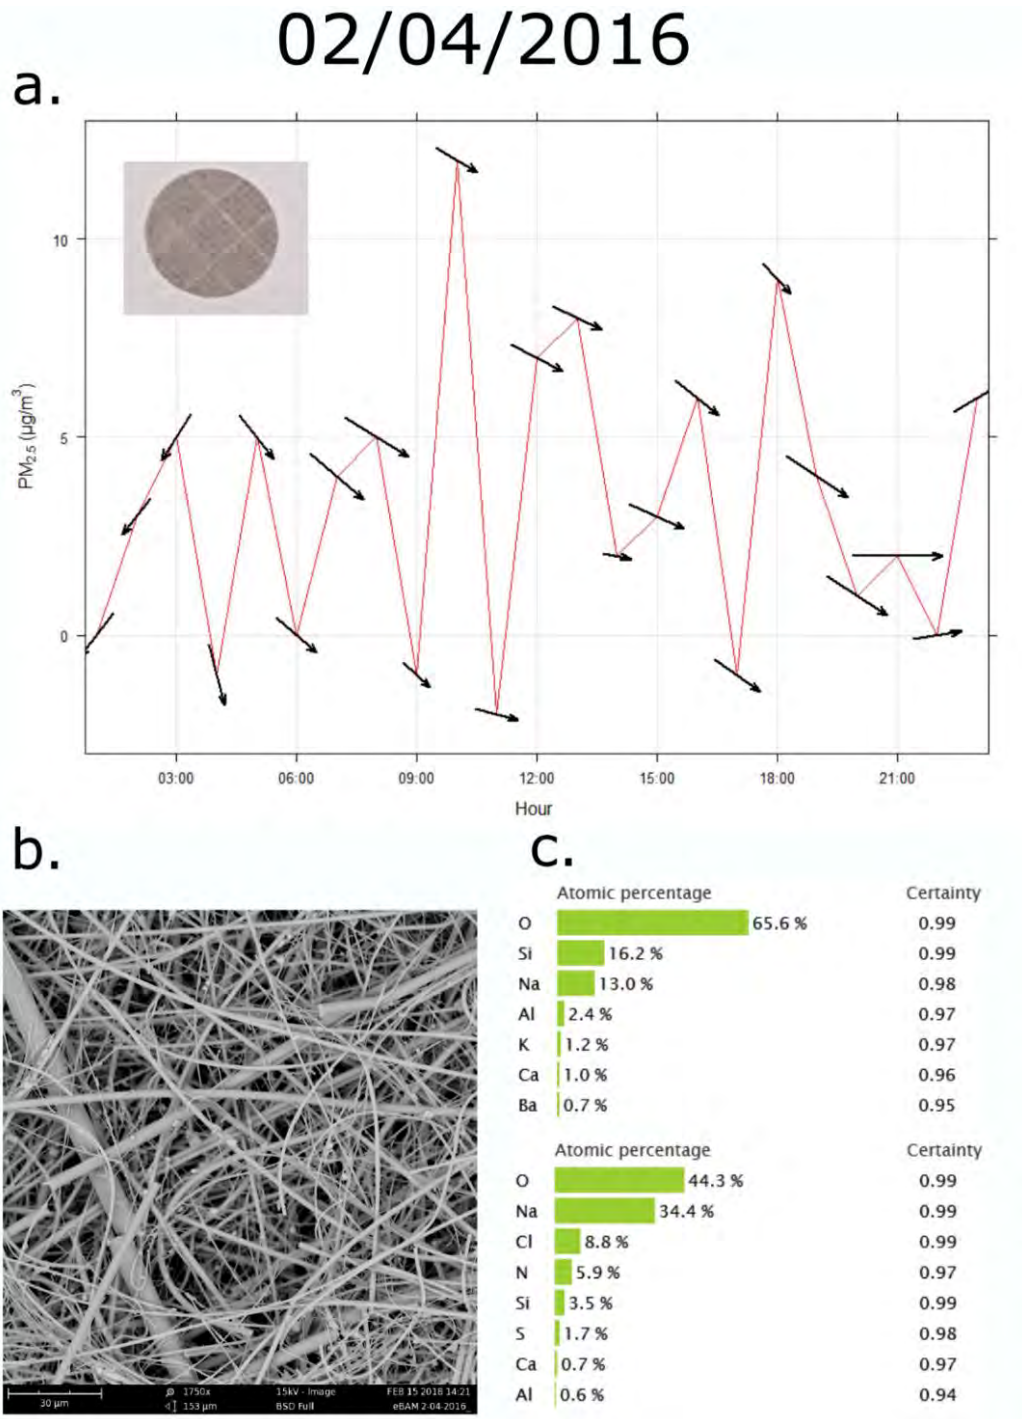 02/04/2016
a.
PM2.5 (μg/m3)
10
5
0
03:00 06:00 09:00 12:00 15:00 18:00 21:00
Hour
b.
30 μm
1750x
153 μm
15kV - Image
BSD Full
FEB 15 2018 14:21
eBAM 2-04-2016_
c.
Atomic percentage Certainty
O 65.6 % 0.99
Si 16.2 % 0.99
Na 13.0 % 0.98
Al 2.4 % 0.97
K 1.2 % 0.97
Ca 1.0 % 0.96
Ba 0.7 % 0.95
Atomic percentage Certainty
O 44.3 % 0.99
Na 34.4 % 0.99
Cl 8.8 % 0.99
N 5.9 % 0.97
Si 3.5 % 0.99
S 1.7 % 0.98
Ca 0.7 % 0.97
Al 0.6 % 0.94